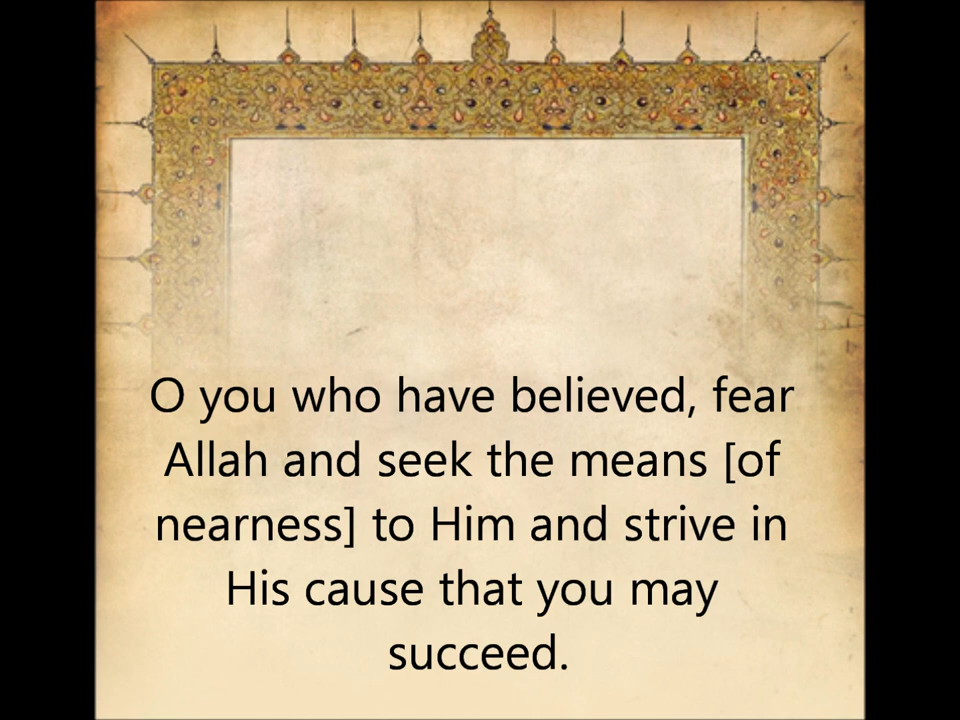 O you who have believed, fear
Allah and seek the means [of
nearness] to Him and strive in
His cause that you may
succeed.